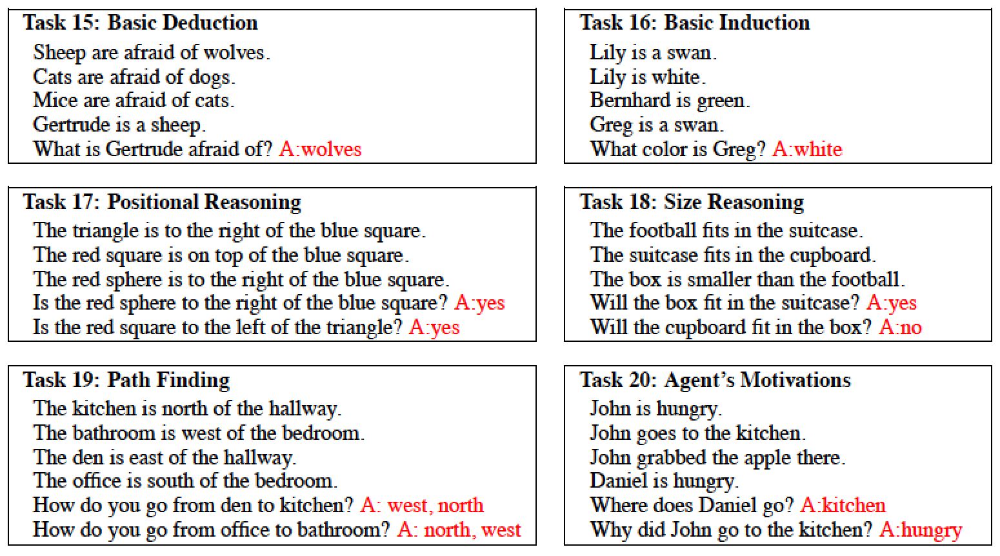 Task 15: Basic Deduction
Sheep are afraid of wolves.
Cats are afraid of dogs.
Mice are afraid of cats.
Gertrude is a sheep.
What is Gertrude afraid of? A:wolves
Task 16: Basic Induction
Lily is a swan.
Lily is white.
Bernhard is green.
Greg is a swan.
What color is Greg? A:white
Task 17: Positional Reasoning
The triangle is to the right of the blue square.
The red square is on top of the blue square.
The red sphere is to the right of the blue square.
Is the red sphere to the right of the blue square? A:yes
Is the red square to the left of the triangle? A:yes
Task 18: Size Reasoning
The football fits in the suitcase.
The suitcase fits in the cupboard.
The box is smaller than the football.
Will the box fit in the suitcase? A:yes
Will the cupboard fit in the box? A:no
Task 19: Path Finding
The kitchen is north of the hallway.
The bathroom is west of the bedroom.
The den is east of the hallway.
The office is south of the bedroom.
How do you go from den to kitchen? A: west, north
How do you go from office to bathroom? A: north, west
Task 20: Agent's Motivations
John is hungry.
John goes to the kitchen.
John grabbed the apple there.
Daniel is hungry.
Where does Daniel go? A:kitchen
Why did John go to the kitchen? A:hungry